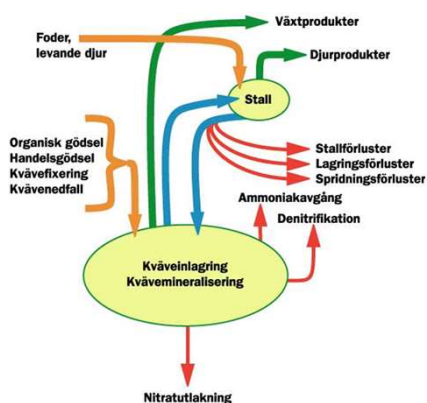 Växtprodukter
Foder,
levande djur
Djurprodukter
Stall
Organisk gödsel
Handelsgödsel
Kvävefixering
Kvävenedfall
Stallförluster
Lagringsförluster
Spridningsförluster
Ammoniakavgång
Denitrifikation
Kväveinlagring
Kvävemineralisering
Nitratutlakning